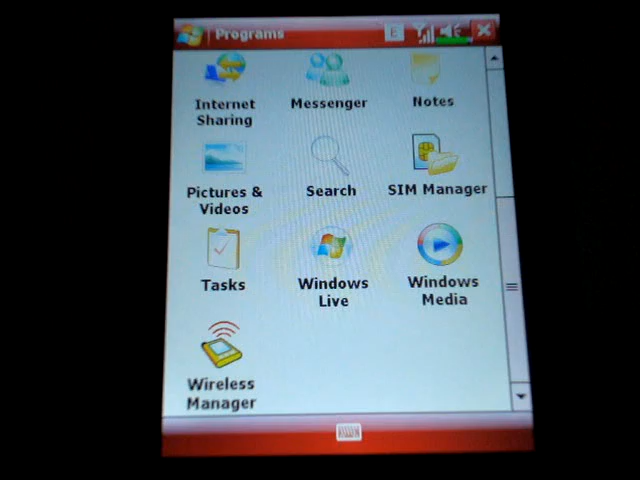 Programs E
Internet Sharing
Messenger
Notes
Pictures & Videos
Search
SIM Manager
Tasks
Windows Live
Windows Media
Wireless Manager